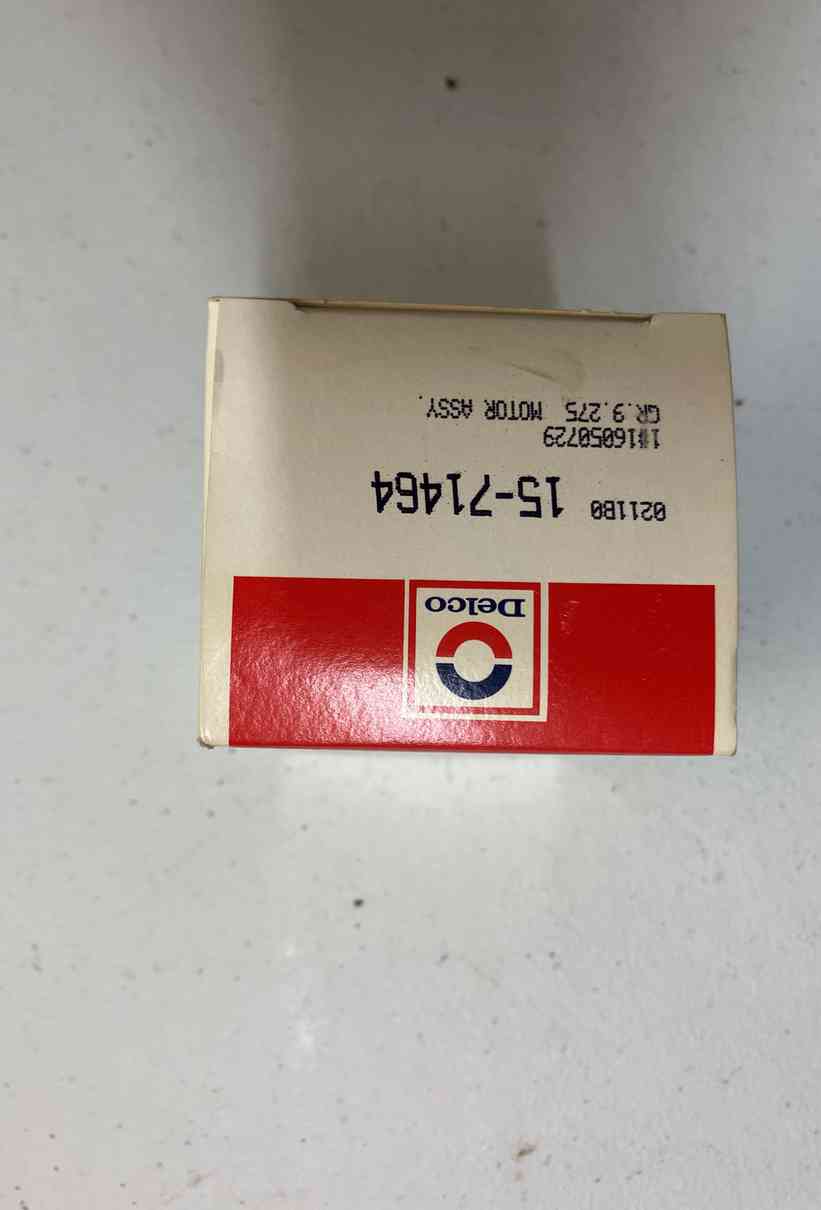 Delco
0211B0 15-71464
1#16050729
GR.9.275 MOTOR ASSY.